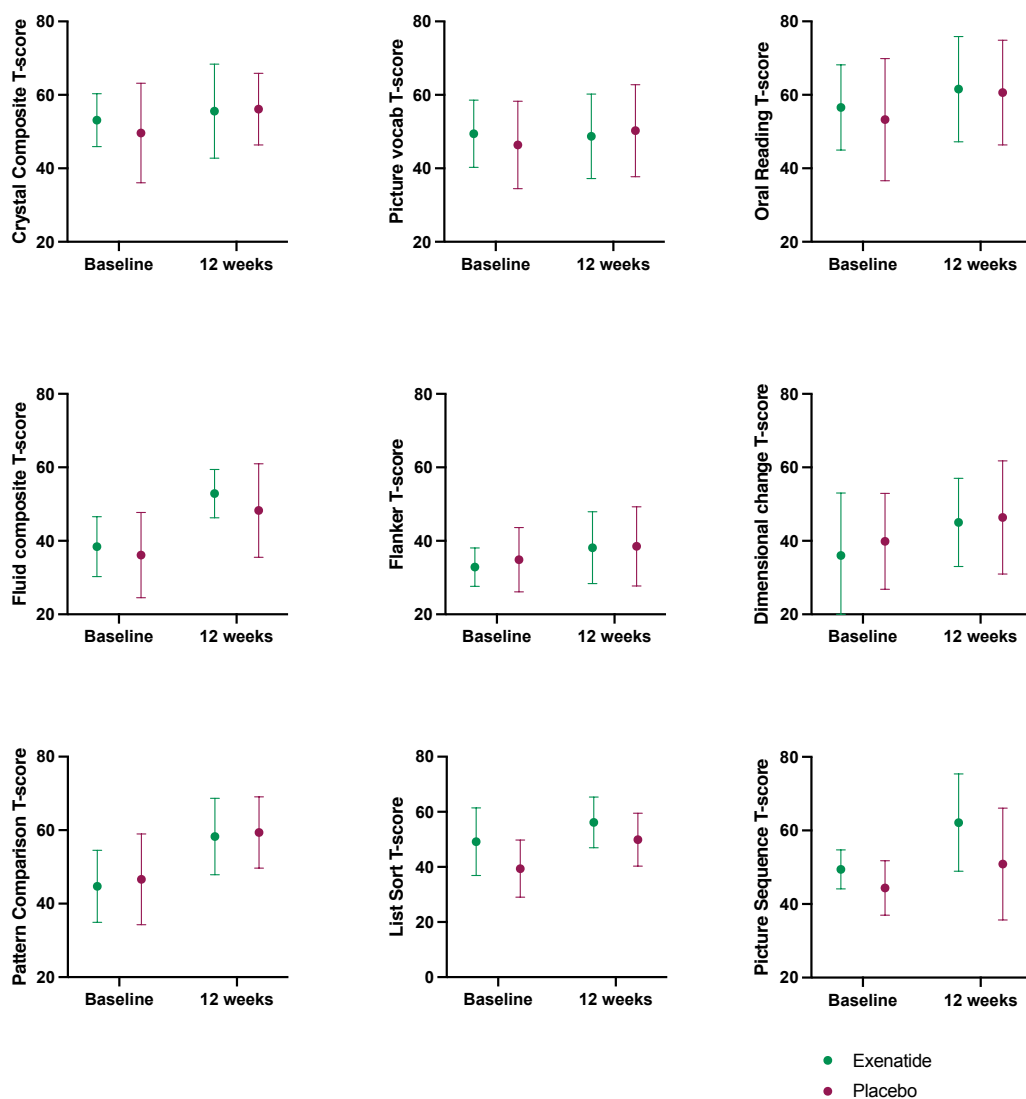 Crystal Composite T-score
80
60
40
20
Baseline 12 weeks
Picture vocab T-score
80
60
40
20
Baseline 12 weeks
Oral Reading T-score
80
60
40
20
Baseline 12 weeks
Fluid composite T-score
80
60
40
20
Baseline 12 weeks
Flanker T-score
80
60
40
20
Baseline 12 weeks
Dimensional change T-score
80
60
40
20
Baseline 12 weeks
Pattern Comparison T-score
80
60
40
20
Baseline 12 weeks
List Sort T-score
80
60
40
20
0
Baseline 12 weeks
Picture Sequence T-score
80
60
40
20
Baseline 12 weeks
Exenatide
Placebo